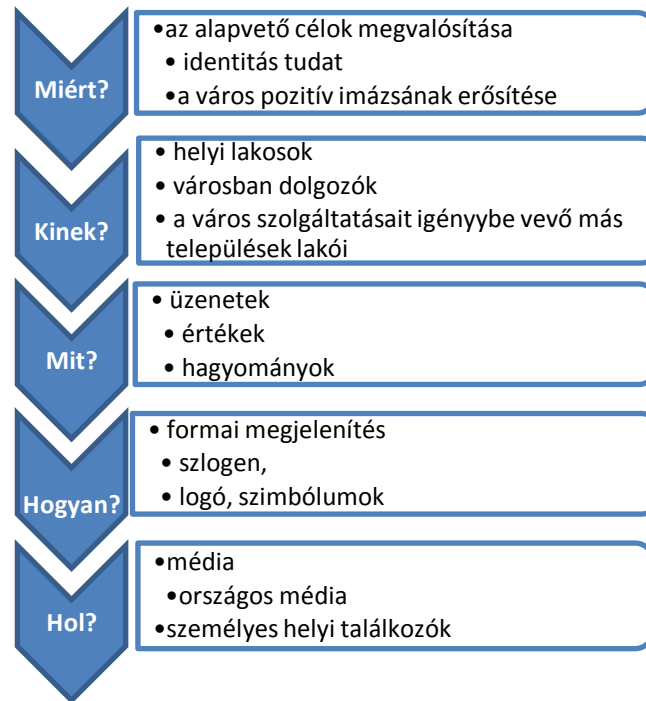 Miért?
•az alapvető célok megvalósítása
• identitás tudat
•a város pozitív imázsának erősítése
Kinek?
• helyi lakosok
• városban dolgozók
• a város szolgáltatásait igényybe vevő más
települések lakói
Mit?
• üzenetek
• értékek
• hagyományok
Hogyan?
• formai megjelenítés
• szlogen,
• logó, szimbólumok
Hol?
•média
•országos média
•személyes helyi találkozók